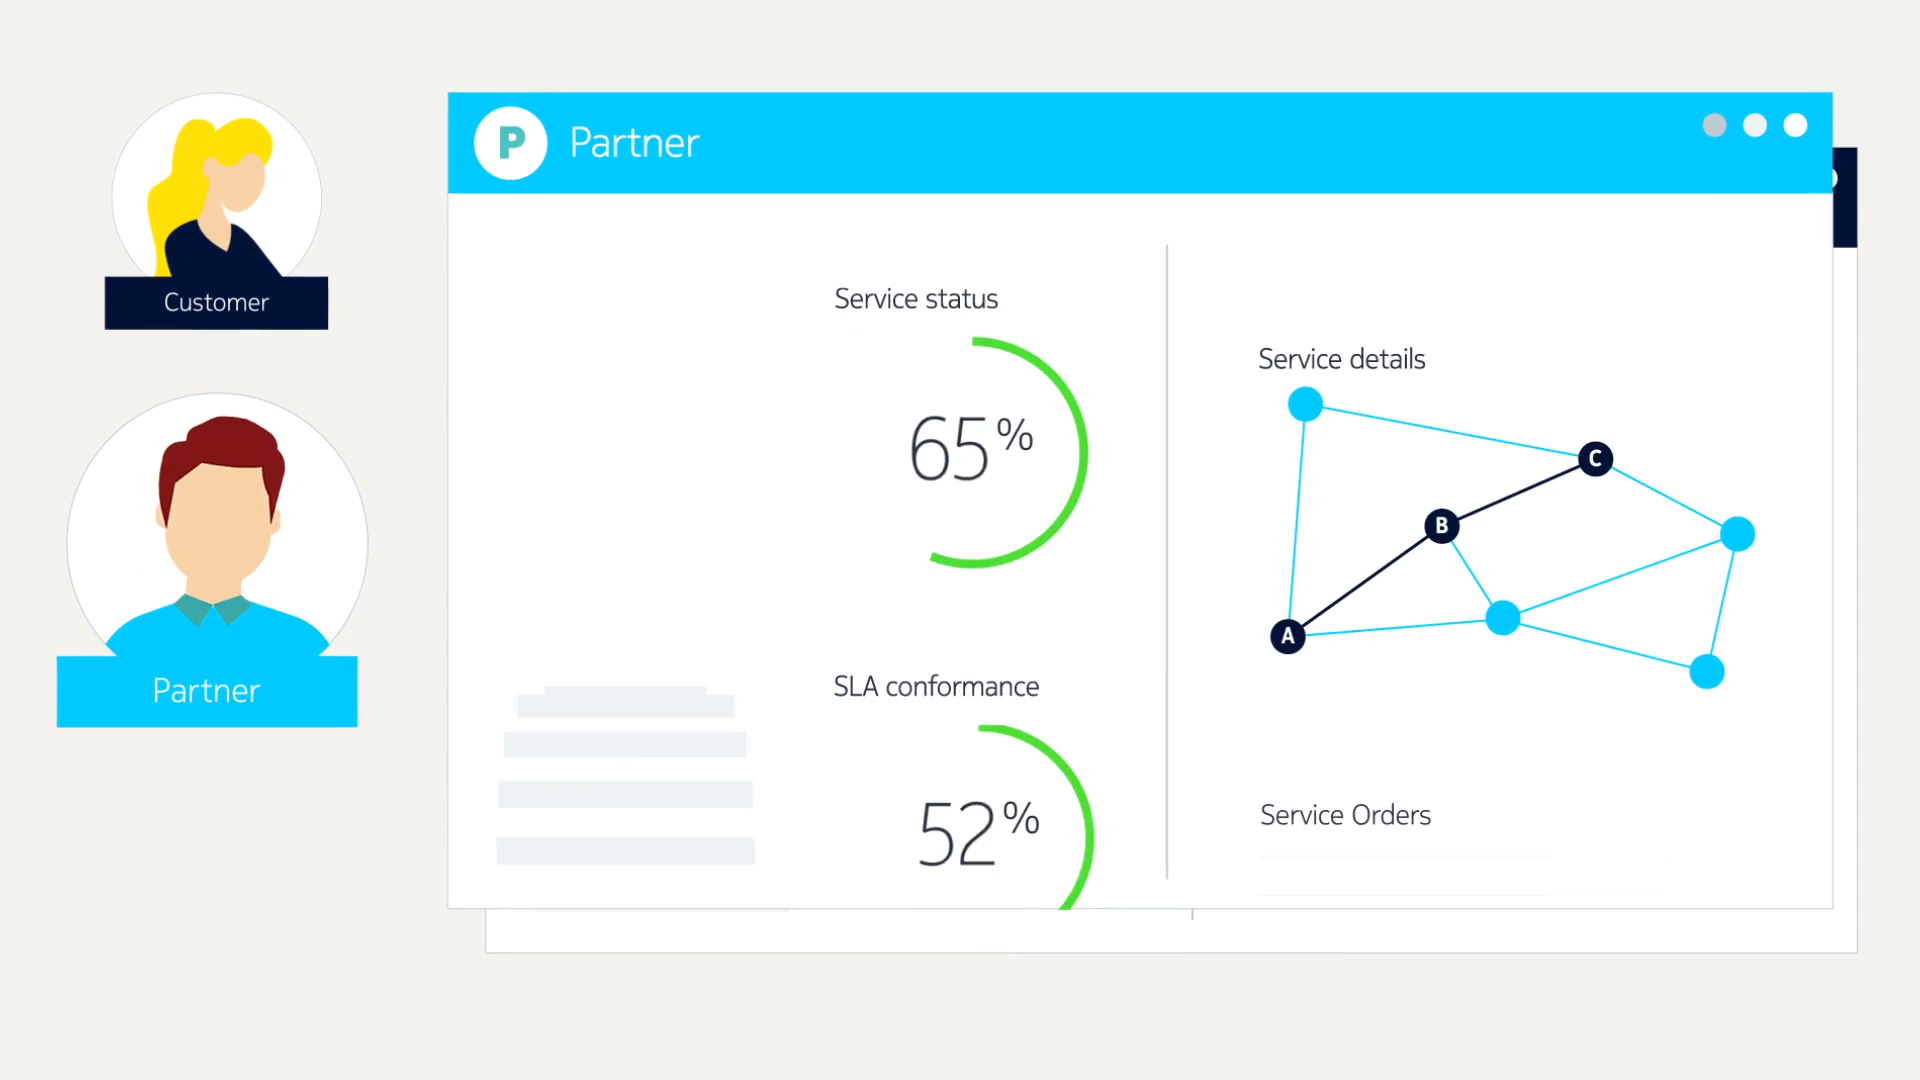 Customer
Partner
P Partner
Service status
65%
SLA conformance
52%
Service details
C
B
A
Service Orders